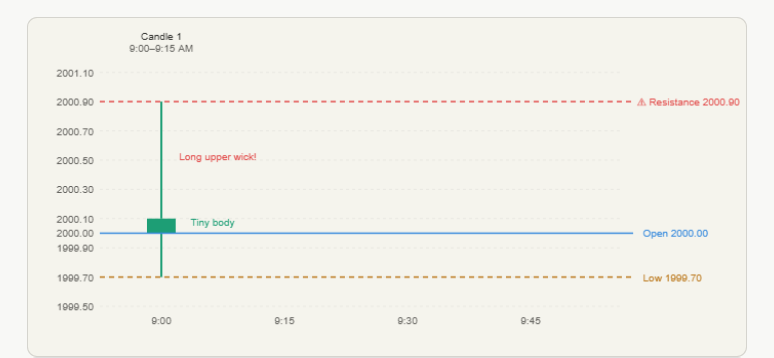 Candle 1
9:00–9:15 AM
2001.10
2000.90
⚠ Resistance 2000.90
2000.70
Long upper wick!
2000.50
2000.30
2000.10
Tiny body
2000.00
Open 2000.00
1999.90
1999.70
Low 1999.70
1999.50
9:00
9:15
9:30
9:45